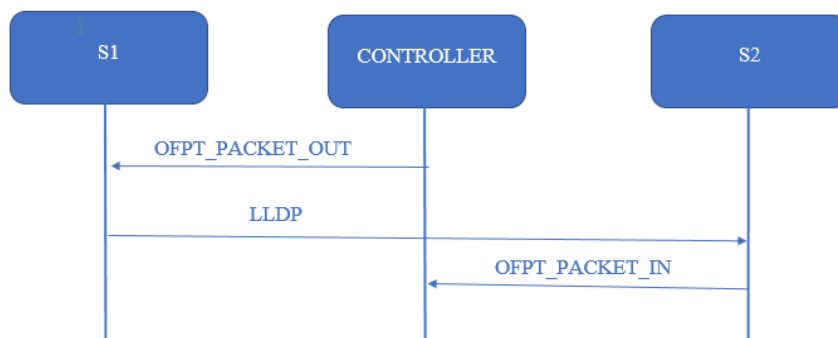 S1
CONTROLLER
S2
OFPT_PACKET_OUT
LLDP
OFPT_PACKET_IN